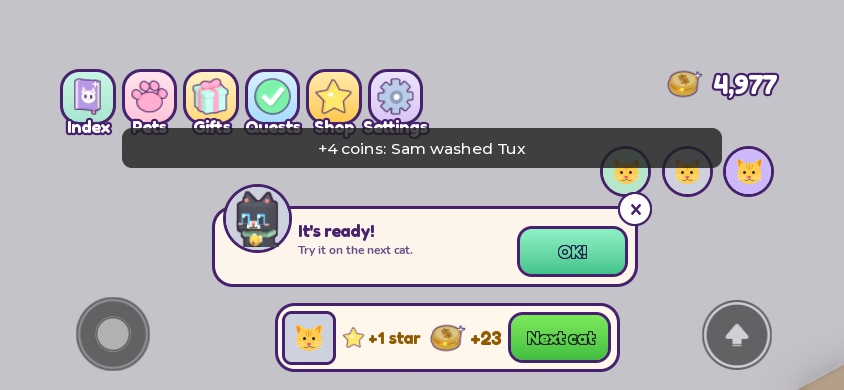 4,977
Index
Pets
Gifts
Quests
Shop
Settings
+4 coins: Sam washed Tux
It's ready!
Try it on the next cat.
OK!
+1 star
+23
Next cat